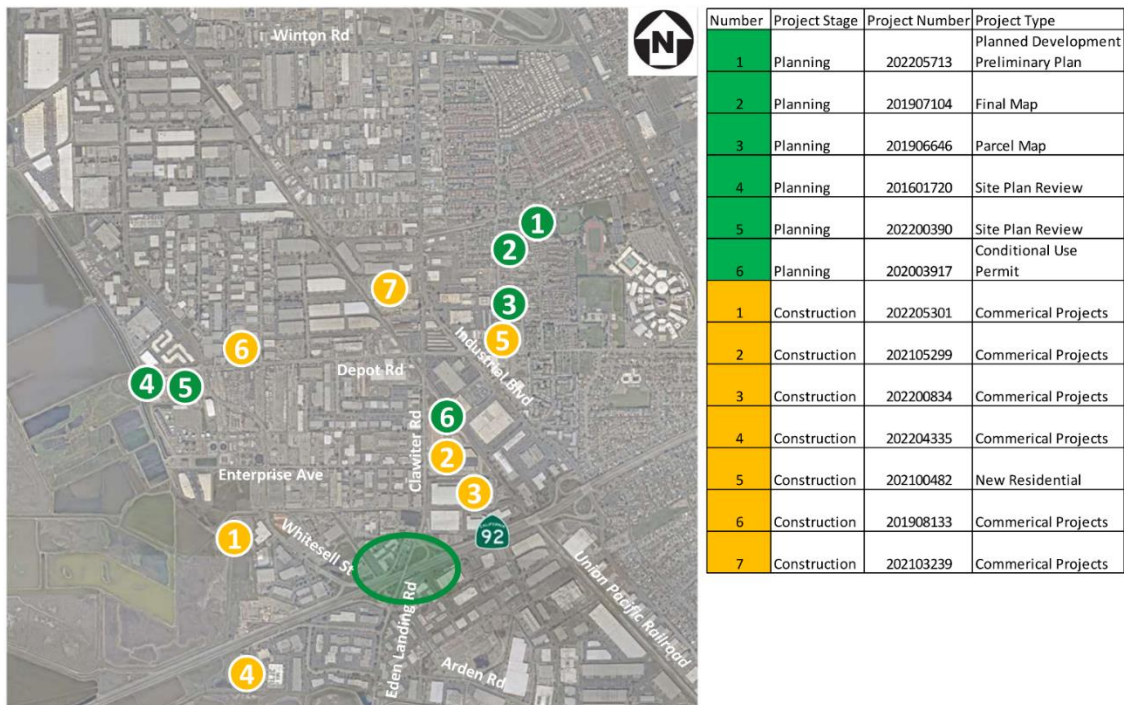 Winton Rd
N
1
2
3
7
5
6
Industrial Blvd
Depot Rd
4
5
6
Clawiter Rd
2
Enterprise Ave
3
1
Whitesell St
CALIFORNIA
92
Union Pacific Railroad
Eden Landing Rd
4
Arden Rd
Number Project Stage Project Number Project Type
1 Planning 202205713 Planned Development
Preliminary Plan
2 Planning 201907104 Final Map
3 Planning 201906646 Parcel Map
4 Planning 201601720 Site Plan Review
5 Planning 202200390 Site Plan Review
6 Planning 202003917 Conditional Use
Permit
1 Construction 202205301 Commerical Projects
2 Construction 202105299 Commerical Projects
3 Construction 202200834 Commerical Projects
4 Construction 202204335 Commerical Projects
5 Construction 202100482 New Residential
6 Construction 201908133 Commerical Projects
7 Construction 202103239 Commerical Projects